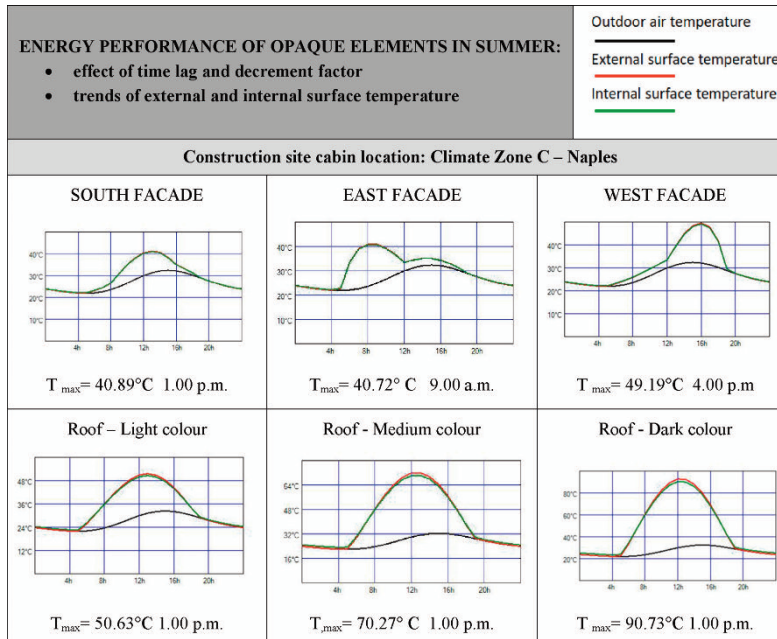 ENERGY PERFORMANCE OF OPAQUE ELEMENTS IN SUMMER:
• effect of time lag and decrement factor
• trends of external and internal surface temperature
Outdoor air temperature
External surface temperature
Internal surface temperature
Construction site cabin location: Climate Zone C – Naples
SOUTH FACADE
40°C
30°C
20°C
10°C
4h 8h 12h 16h 20h
T max= 40.89°C 1.00 p.m.
EAST FACADE
40°C
30°C
20°C
10°C
4h 8h 12h 16h 20h
Tmax= 40.72° C 9.00 a.m.
WEST FACADE
40°C
30°C
20°C
10°C
4h 8h 12h 16h 20h
T max= 49.19°C 4.00 p.m
Roof – Light colour
48°C
36°C
24°C
12°C
4h 8h 12h 16h 20h
Tmax= 50.63°C 1.00 p.m.
Roof - Medium colour
64°C
48°C
32°C
16°C
4h 8h 12h 16h 20h
T,max= 70.27° C 1.00 p.m.
Roof - Dark colour
80°C
60°C
40°C
20°C
4h 8h 12h 16h 20h
T max= 90.73°C 1.00 p.m.